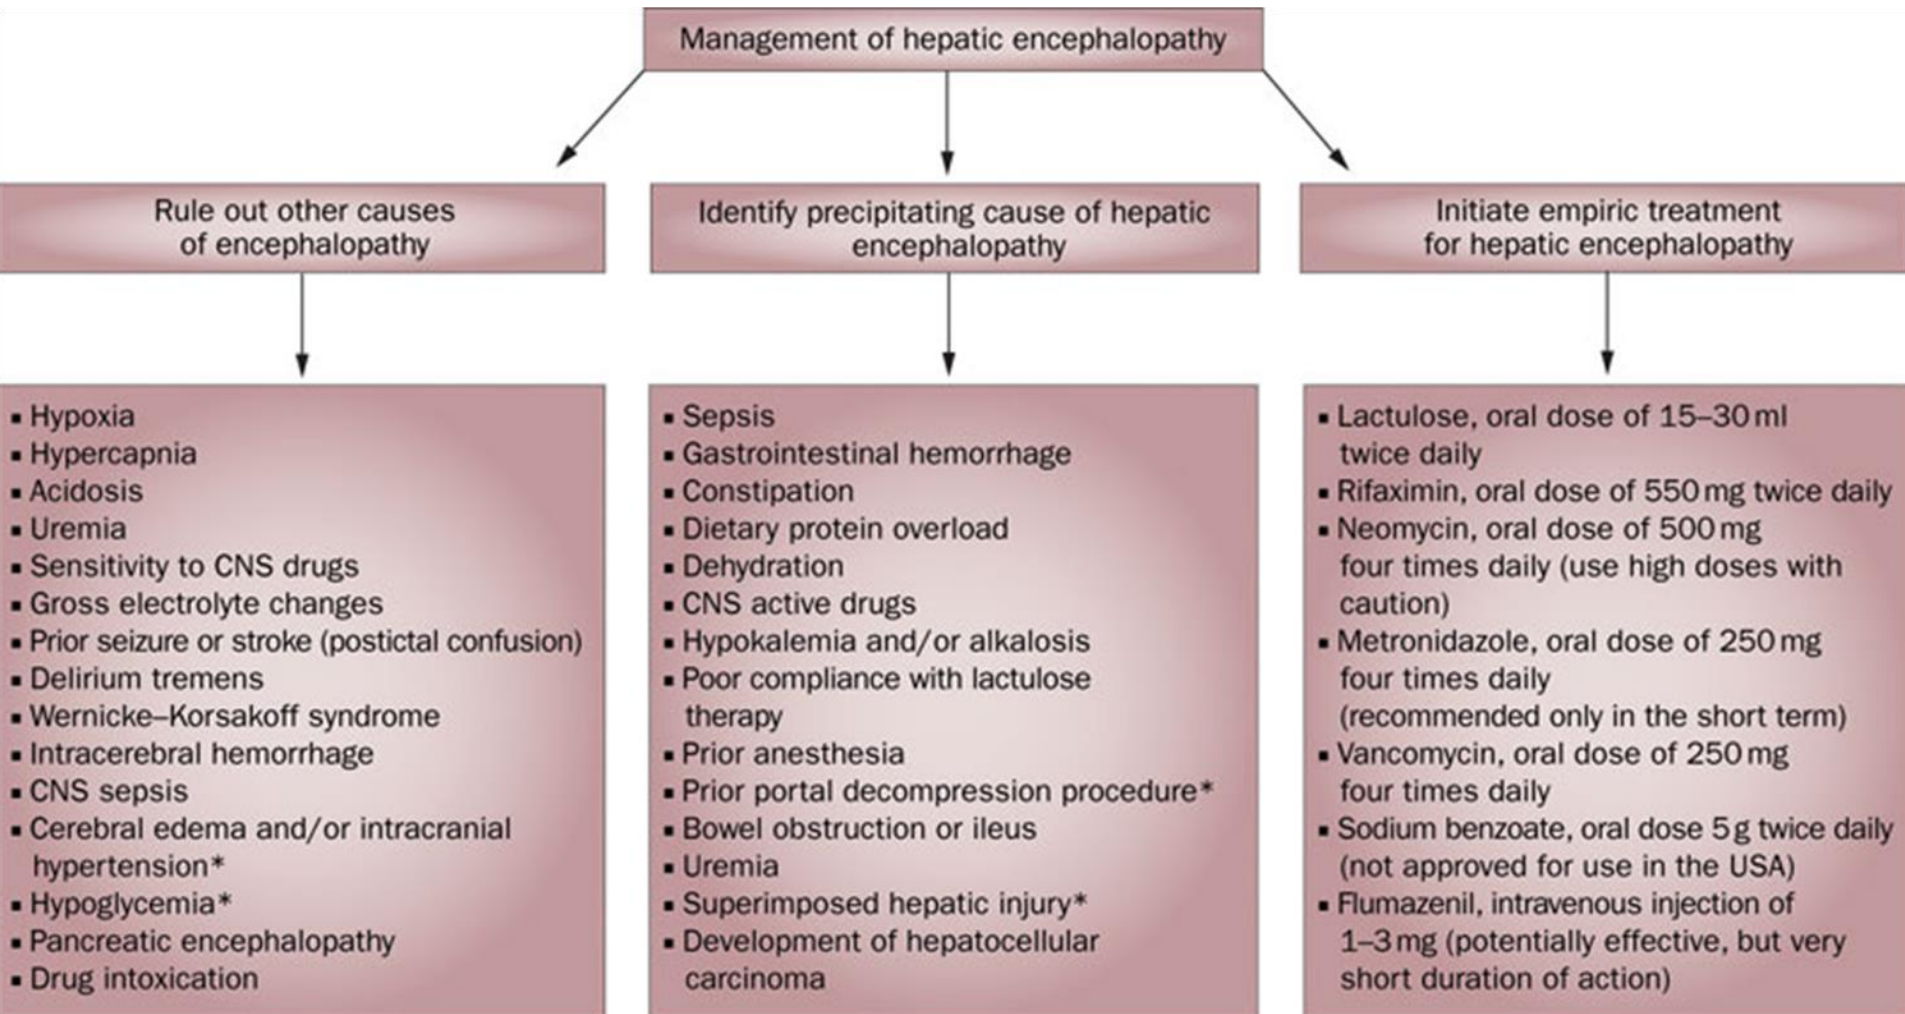 Management of hepatic encephalopathy
Rule out other causes
of encephalopathy
▪ Hypoxia
▪ Hypercapnia
▪ Acidosis
▪ Uremia
▪ Sensitivity to CNS drugs
▪ Gross electrolyte changes
▪ Prior seizure or stroke (postictal confusion)
▪ Delirium tremens
▪ Wernicke–Korsakoff syndrome
▪ Intracerebral hemorrhage
▪ CNS sepsis
▪ Cerebral edema and/or intracranial
hypertension*
▪ Hypoglycemia*
▪ Pancreatic encephalopathy
▪ Drug intoxication
Identify precipitating cause of hepatic
encephalopathy
▪ Sepsis
▪ Gastrointestinal hemorrhage
▪ Constipation
▪ Dietary protein overload
▪ Dehydration
▪ CNS active drugs
▪ Hypokalemia and/or alkalosis
▪ Poor compliance with lactulose
therapy
▪ Prior anesthesia
▪ Prior portal decompression procedure*
▪ Bowel obstruction or ileus
▪ Uremia
▪ Superimposed hepatic injury*
▪ Development of hepatocellular
carcinoma
Initiate empiric treatment
for hepatic encephalopathy
▪ Lactulose, oral dose of 15–30 ml
twice daily
▪ Rifaximin, oral dose of 550 mg twice daily
▪ Neomycin, oral dose of 500 mg
four times daily (use high doses with
caution)
▪ Metronidazole, oral dose of 250 mg
four times daily
(recommended only in the short term)
▪ Vancomycin, oral dose of 250 mg
four times daily
▪ Sodium benzoate, oral dose 5 g twice daily
(not approved for use in the USA)
▪ Flumazenil, intravenous injection of
1–3 mg (potentially effective, but very
short duration of action)